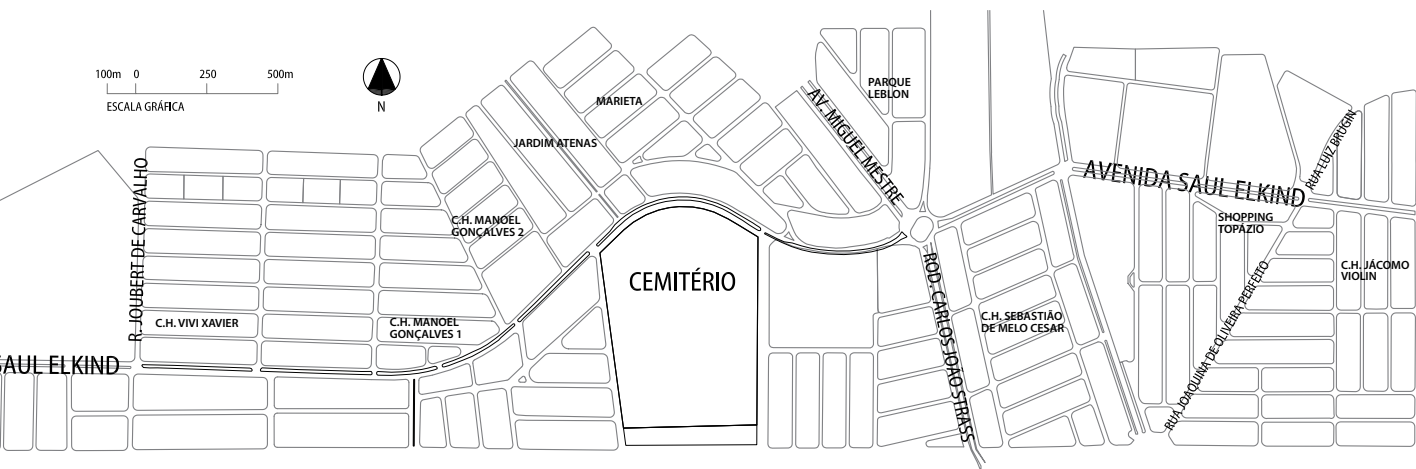 100m 0 250 500m
ESCALA GRÁFICA
N
PARQUE
LEBLON
MARIETA
AV. MIGUEL MESTRE
JARDIM ATENAS
RUA LUIZ BRUGIN
AVENIDA SAUL ELKIND
R. JOUBERT DE CARVALHO
C.H. MANOEL
GONÇALVES 2
SHOPPING
TOPÁZIO
CEMITÉRIO
C.H. JÁCOMO
VIOLIN
ROD. CARLOS JOÃO STRASS
RUA JOAQUINA DE OLIVEIRA PERFEITO
C.H. VIVI XAVIER
C.H. MANOEL
GONÇALVES 1
C.H. SEBASTIÃO
DE MELO CESAR
SAUL ELKIND